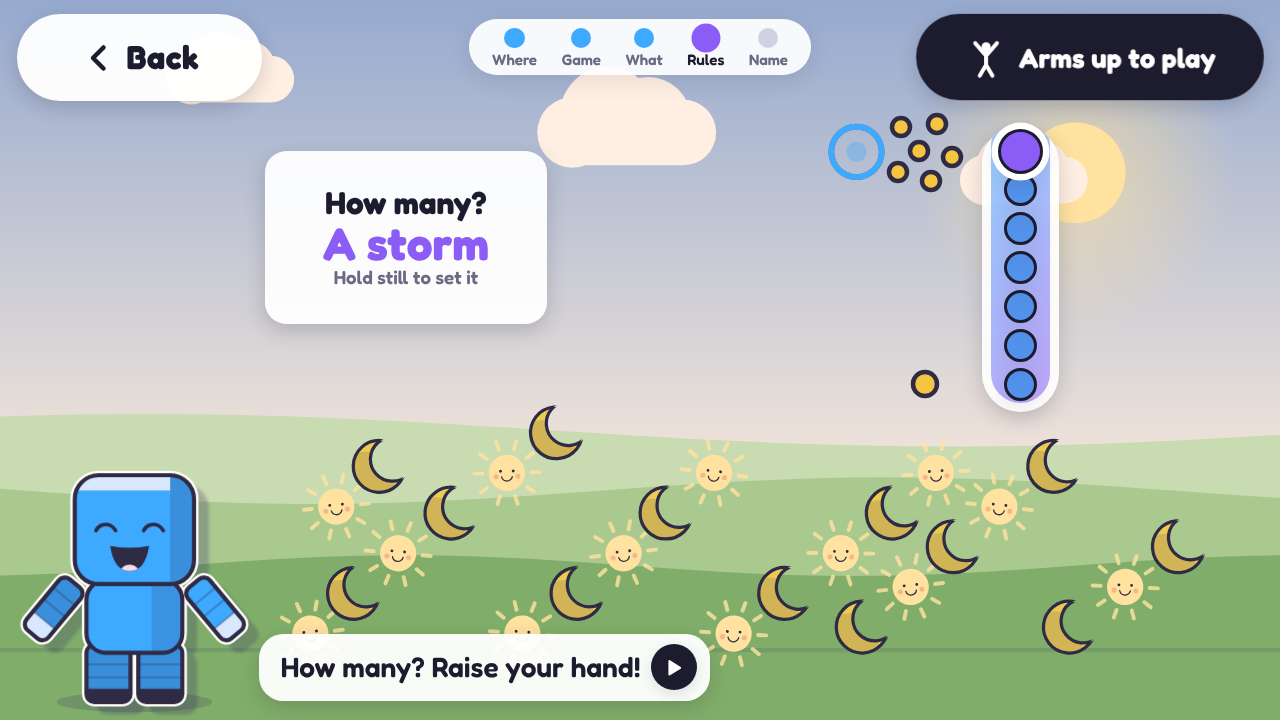 Back
Where
Game
What
Rules
Name
Arms up to play
How many?
A storm
Hold still to set it
How many? Raise your hand!